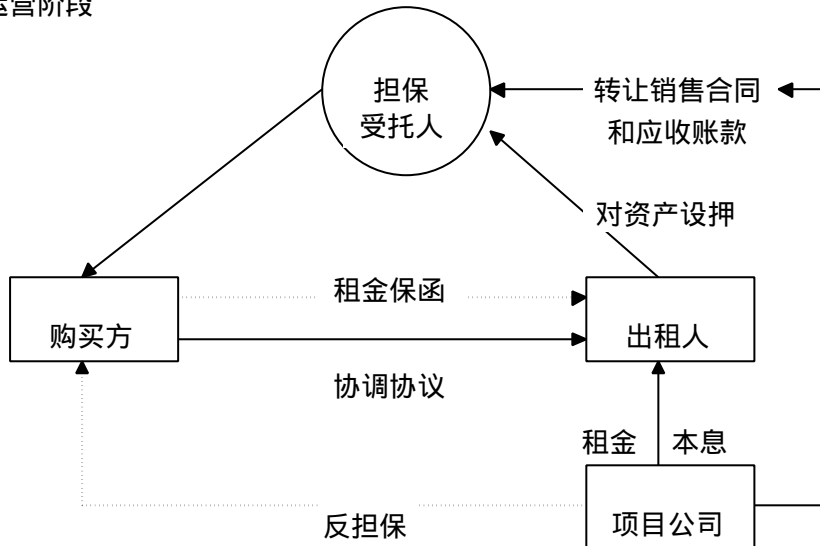 运营阶段
担保
受托人
转让销售合同
和应收账款
对资产设押
租金保函
购买方
出租人
协调协议
租金
本息
反担保
项目公司